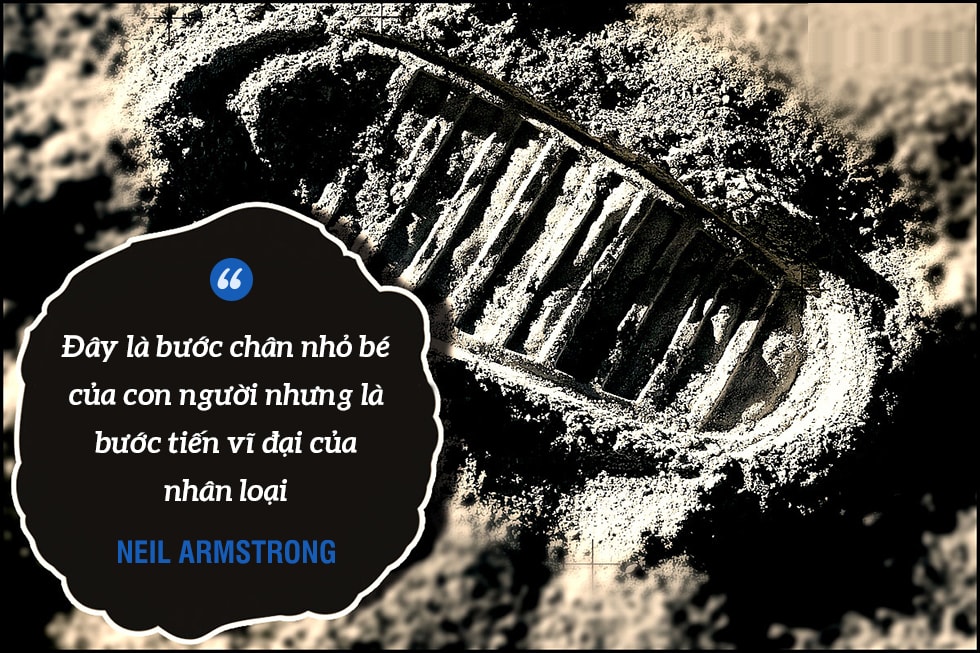 “
Đây là bước chân nhỏ bé
của con người nhưng là
bước tiến vĩ đại của
nhân loại
NEIL ARMSTRONG